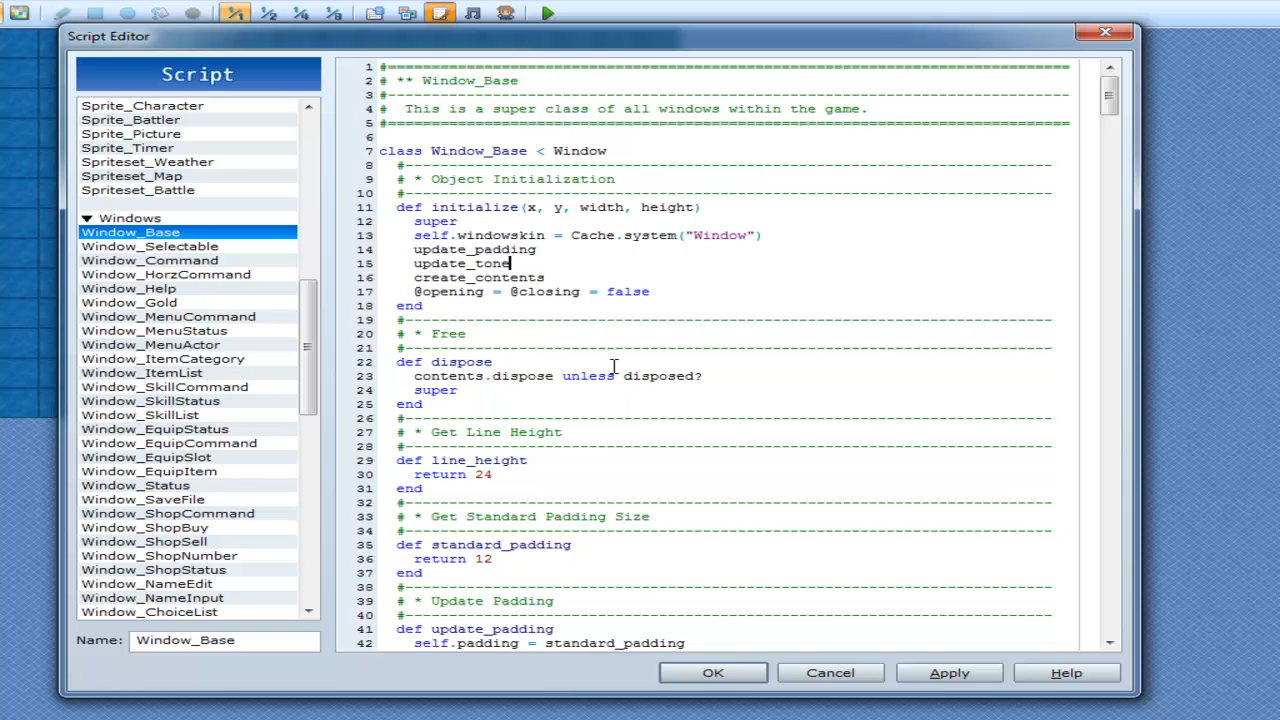 1/1 1/2 1/4 1/8
Script Editor
Script
Sprite_Character
Sprite_Battler
Sprite_Picture
Sprite_Timer
Spriteset_Weather
Spriteset_Map
Spriteset_Battle
▼ Windows
Window_Base
Window_Selectable
Window_Command
Window_HorzCommand
Window_Help
Window_Gold
Window_MenuCommand
Window_MenuStatus
Window_MenuActor
Window_ItemCategory
Window_ItemList
Window_SkillCommand
Window_SkillStatus
Window_SkillList
Window_EquipStatus
Window_EquipCommand
Window_EquipSlot
Window_EquipItem
Window_Status
Window_SaveFile
Window_ShopCommand
Window_ShopBuy
Window_ShopSell
Window_ShopNumber
Window_ShopStatus
Window_NameEdit
Window_NameInput
Window_ChoiceList
Name: Window_Base
1 #==============================================================================
2 # ** Window_Base
3 #------------------------------------------------------------------------------
4 #  This is a super class of all windows within the game.
5 #==============================================================================
6
7 class Window_Base < Window
8   #--------------------------------------------------------------------------
9   # * Object Initialization
10   #--------------------------------------------------------------------------
11   def initialize(x, y, width, height)
12     super
13     self.windowskin = Cache.system("Window")
14     update_padding
15     update_tone
16     create_contents
17     @opening = @closing = false
18   end
19   #--------------------------------------------------------------------------
20   # * Free
21   #--------------------------------------------------------------------------
22   def dispose
23     contents.dispose unless disposed?
24     super
25   end
26   #--------------------------------------------------------------------------
27   # * Get Line Height
28   #--------------------------------------------------------------------------
29   def line_height
30     return 24
31   end
32   #--------------------------------------------------------------------------
33   # * Get Standard Padding Size
34   #--------------------------------------------------------------------------
35   def standard_padding
36     return 12
37   end
38   #--------------------------------------------------------------------------
39   # * Update Padding
40   #--------------------------------------------------------------------------
41   def update_padding
42     self.padding = standard_padding
OK Cancel Apply Help